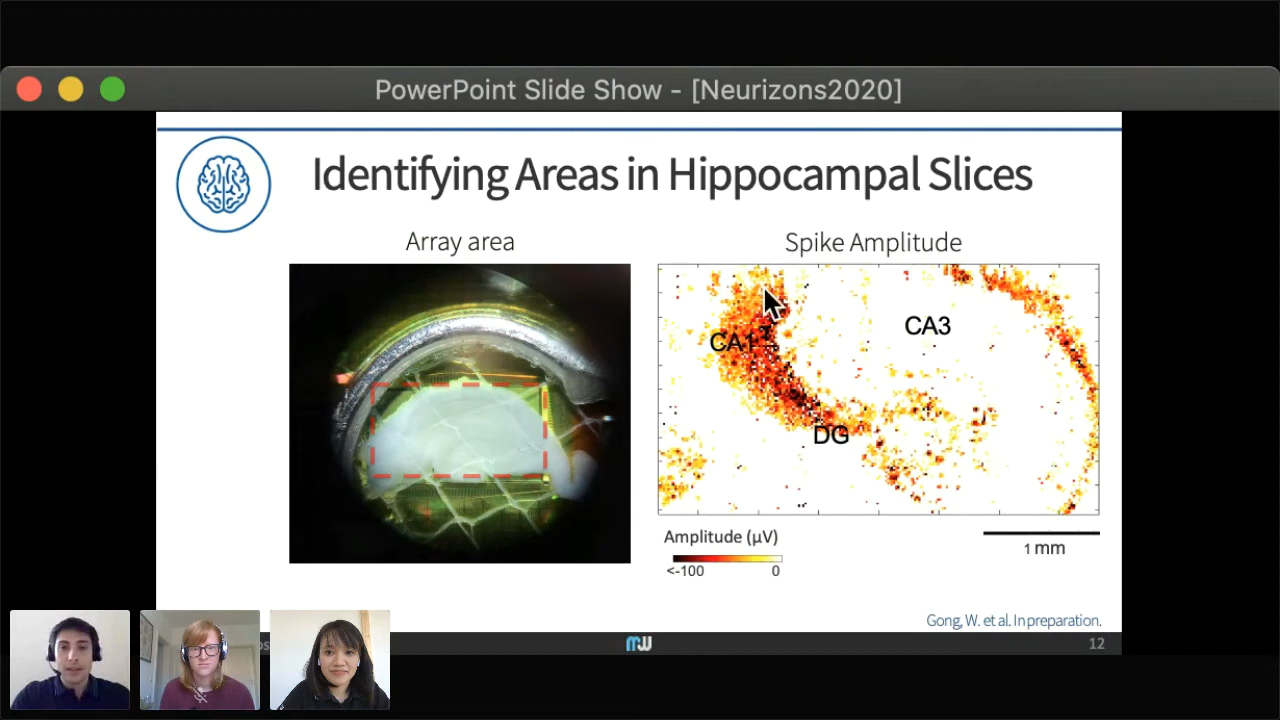 PowerPoint Slide Show - [Neurizons2020]
Identifying Areas in Hippocampal Slices
Array area
Spike Amplitude
CA1
CA3
DG
Amplitude (µV)
<-100 0
1 mm
Gong, W. et al. In preparation.
MW
12